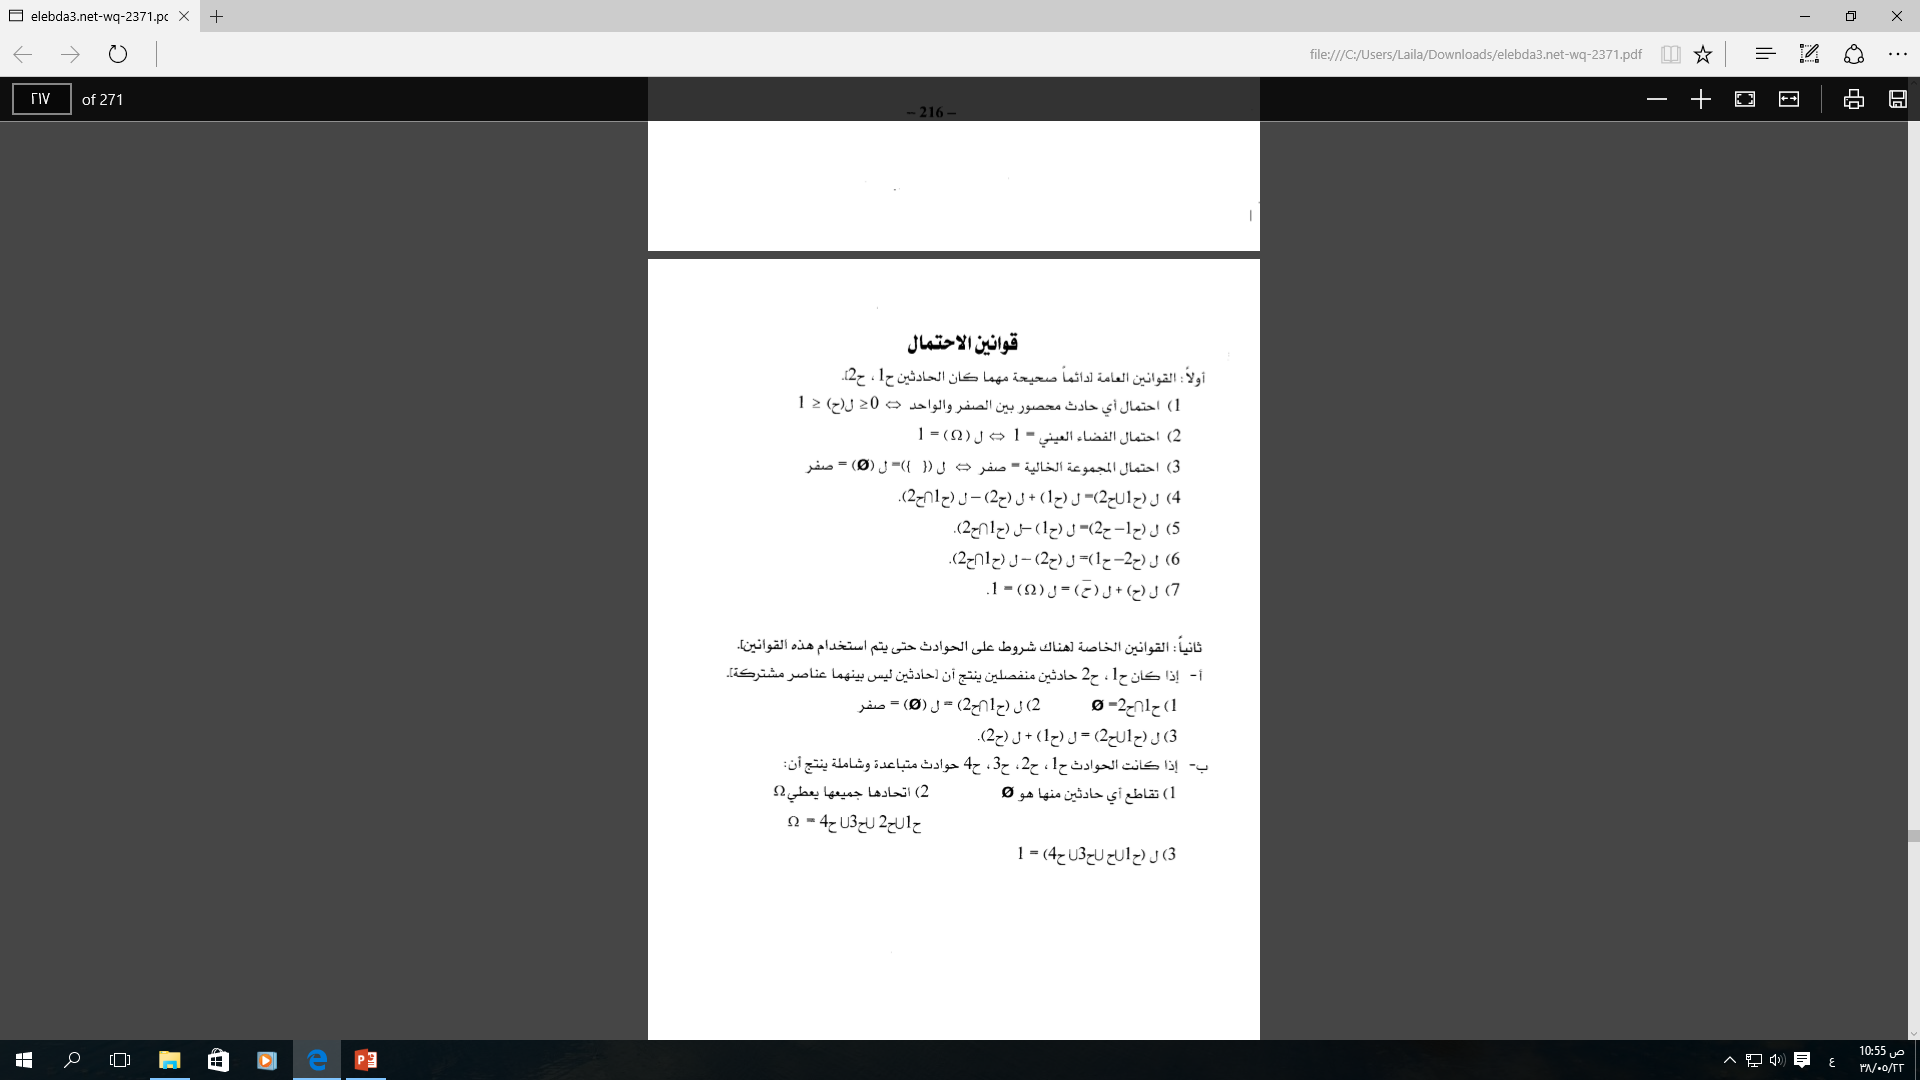 elebda3.net-wq-2371.pc
file:///C:/Users/Laila/Downloads/elebda3.net-wq-2371.pdf
٢١٧ of 271
– 216 –
قوانين الاحتمال
أولاً: القوانين العامة [دائماً صحيحة مهما كان الحادثين ح1، ح2].
1) احتمال أي حادث محصور بين الصفر والواحد ⇔ 0≤ ل(ح) ≤ 1
2) احتمال الفضاء العيني = 1 ⇔ ل (Ω) = 1
3) احتمال المجموعة الخالية = صفر ⇔ ل ({ })= ل (Ø) = صفر
4) ل (ح1∪ح2)= ل (ح1) + ل (ح2) – ل (ح1∩ح2).
5) ل (ح1– ح2)= ل (ح1) –ل (ح1∩ح2).
6) ل (ح2– ح1)= ل (ح2) – ل (ح1∩ح2).
7) ل (ح) + ل (ح̅) = ل (Ω) = 1.
ثانياً: القوانين الخاصة [هناك شروط على الحوادث حتى يتم استخدام هذه القوانين].
أ- إذا كان ح1، ح2 حادثين منفصلين ينتج أن [حادثين ليس بينهما عناصر مشتركة].
1) ح1∩ح2= Ø 2) ل (ح1∩ح2) = ل (Ø) = صفر
3) ل (ح1∪ح2) = ل (ح1) + ل (ح2).
ب- إذا كانت الحوادث ح1، ح2، ح3، ح4 حوادث متباعدة وشاملة ينتج أن:
1) تقاطع أي حادثين منها هو Ø 2) اتحادها جميعها يعطي Ω
ح1∪ح2 ∪ح3∪ ح4 = Ω
3) ل (ح1∪ح ∪ح3∪ ح4) = 1
ع
10:55 ص
٣٨/٠٥/٢٢